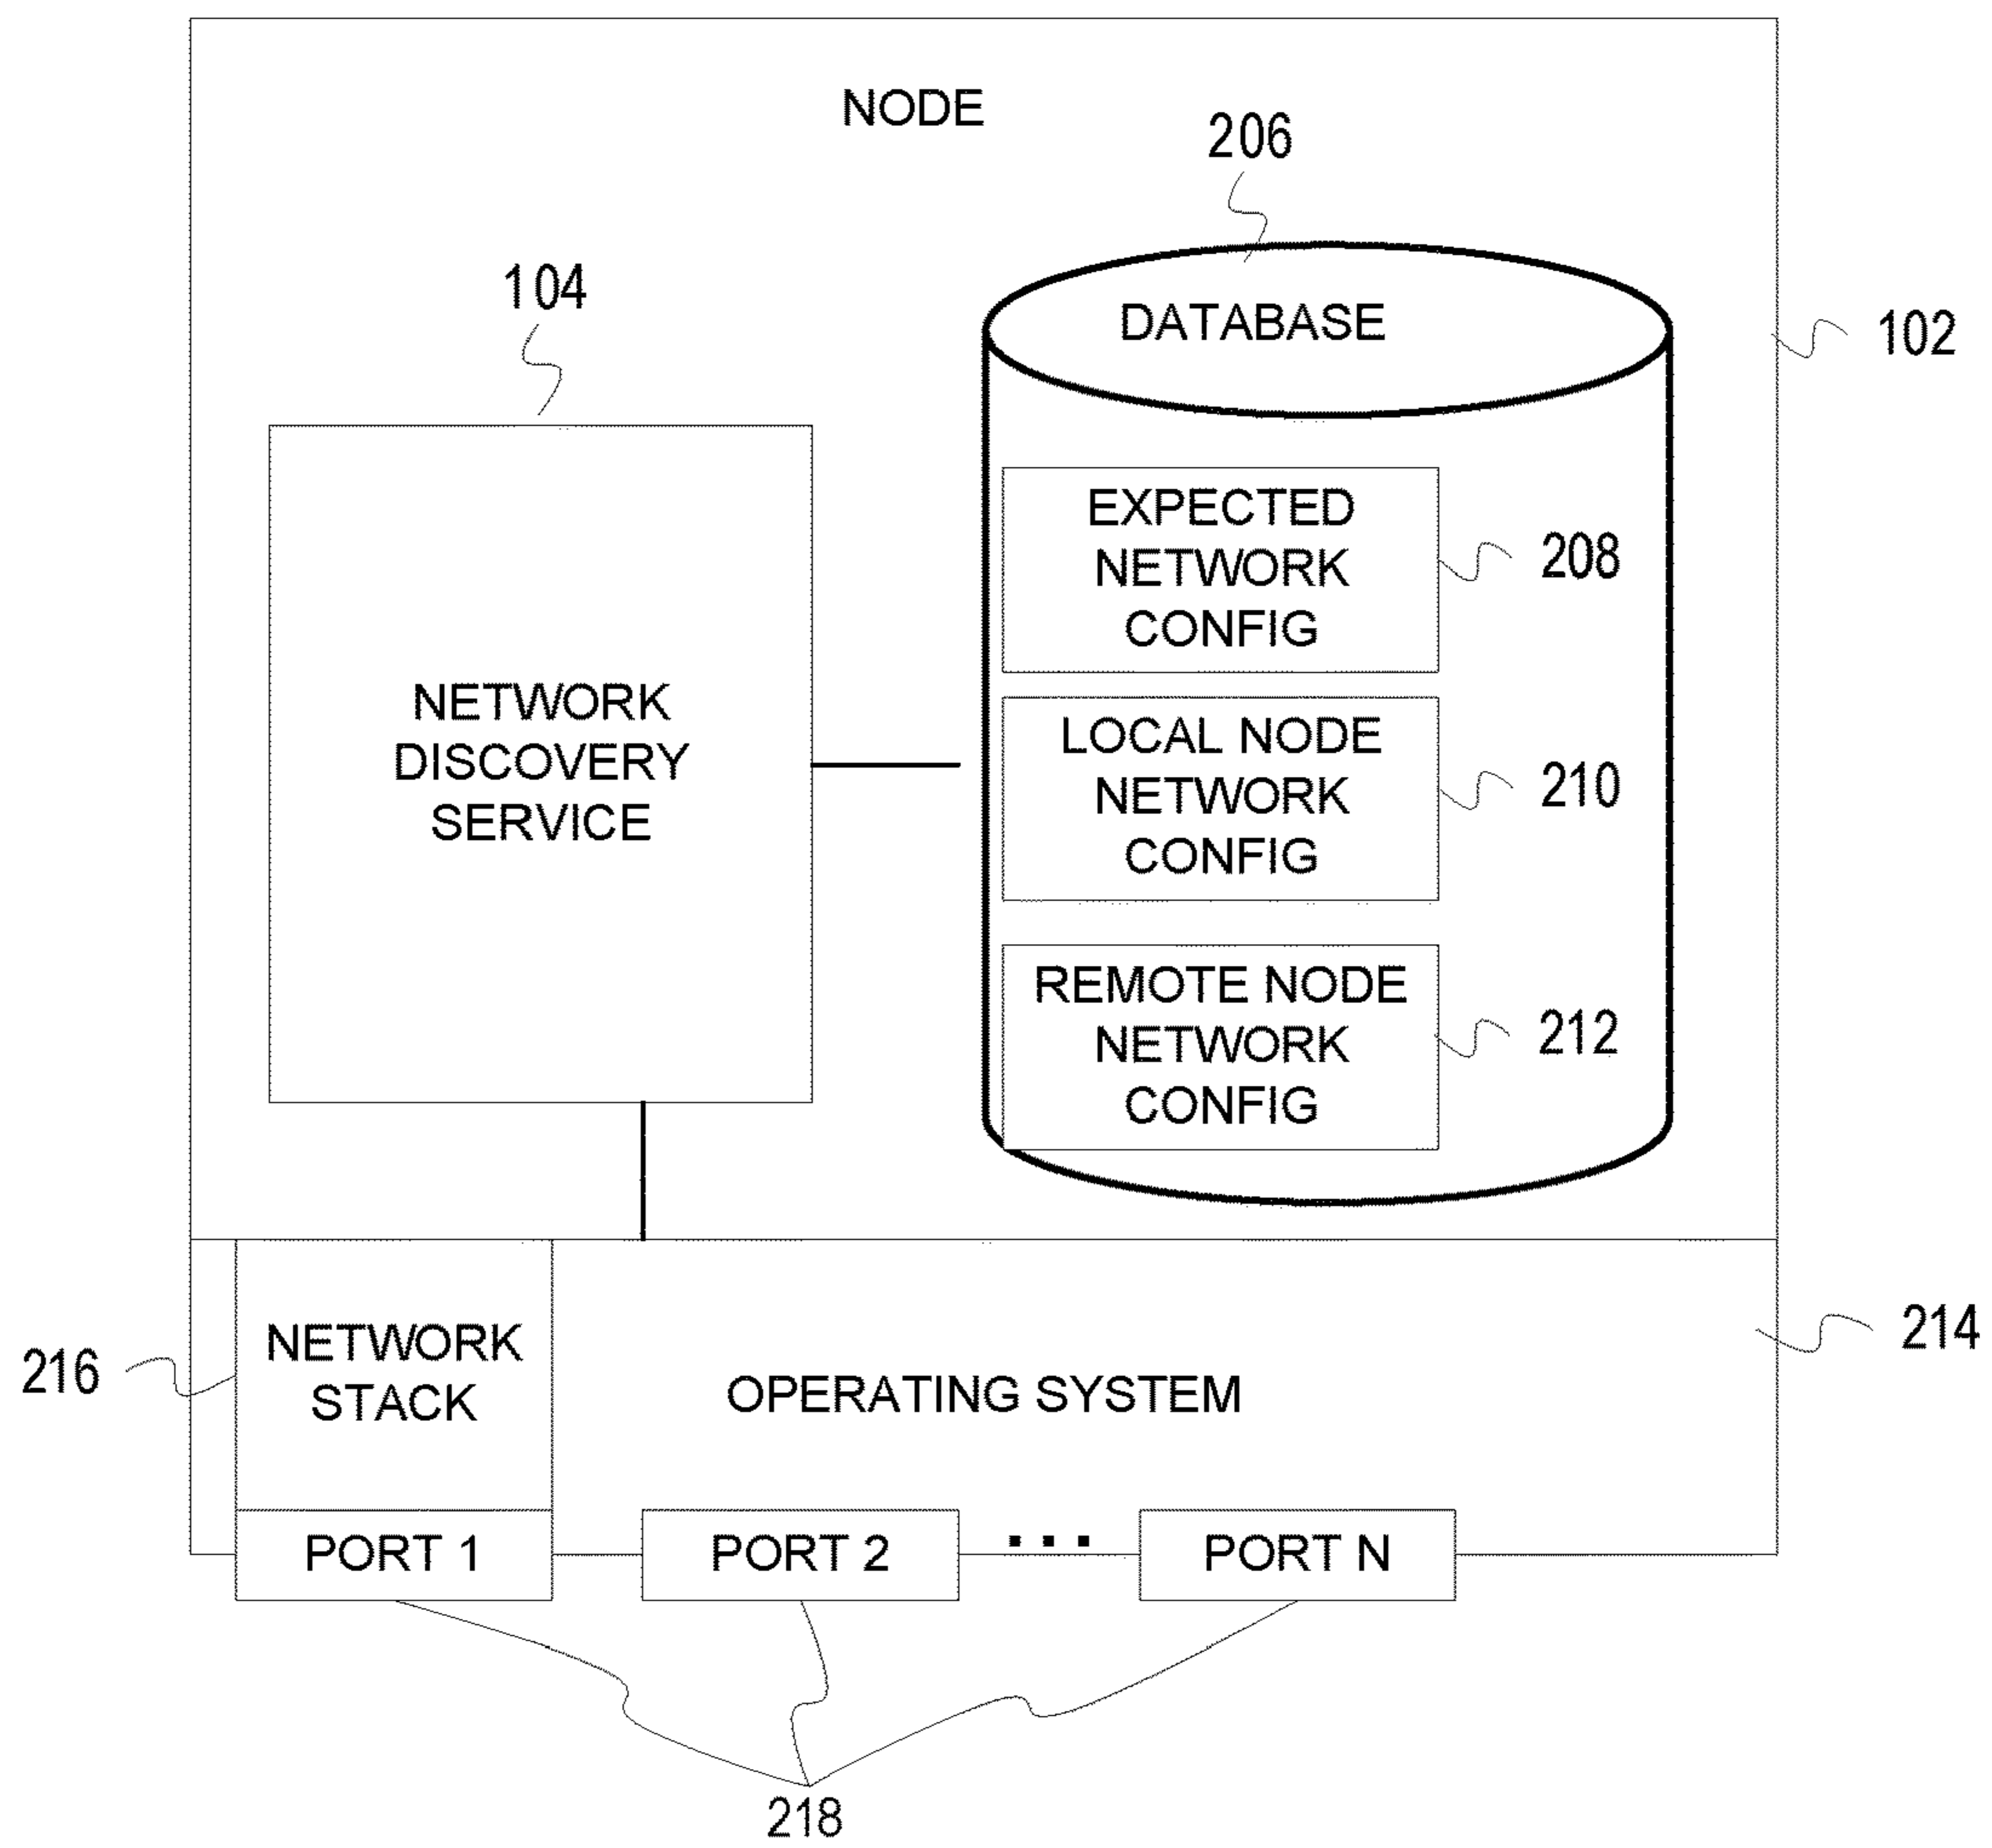 NODE
206
104
DATABASE
102
EXPECTED
NETWORK
CONFIG
208
NETWORK
DISCOVERY
SERVICE
LOCAL NODE
NETWORK
CONFIG
210
REMOTE NODE
NETWORK
CONFIG
212
214
216
NETWORK
STACK
OPERATING SYSTEM
PORT 1
PORT 2
...
PORT N
218